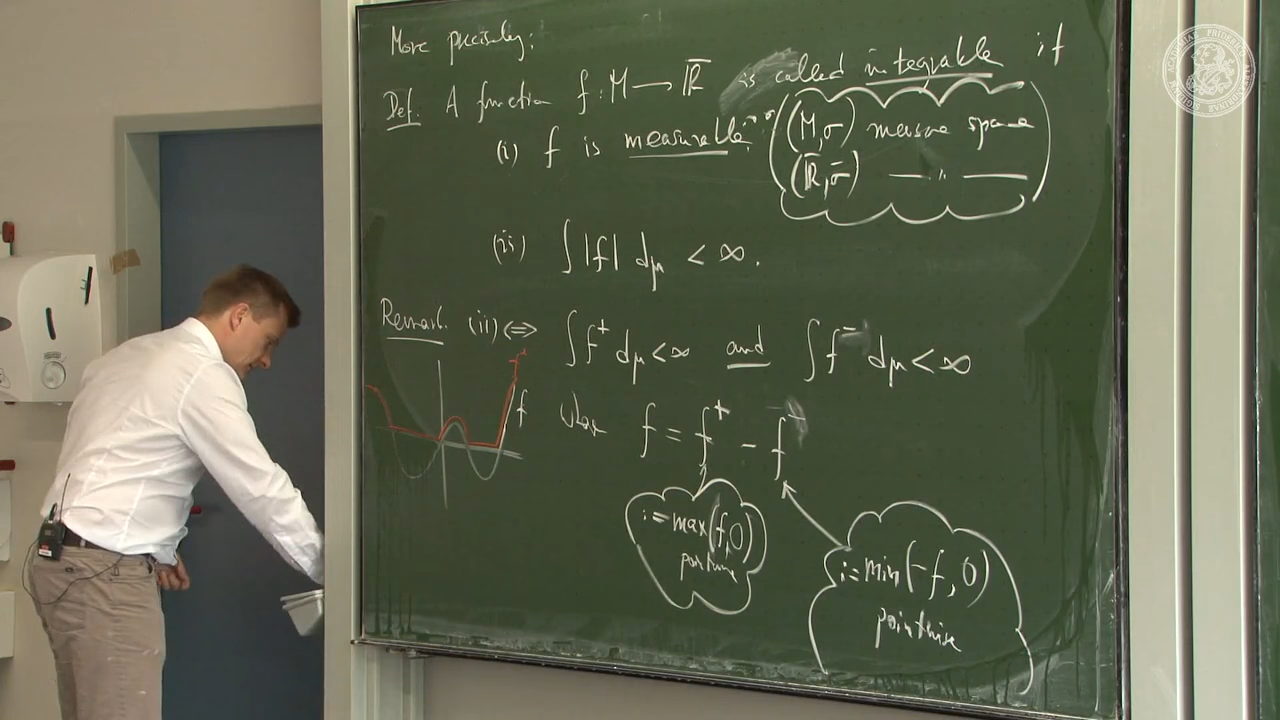 More precisely:
Def: A function f : M → ℝ̅ is called integrable if
(i) f is measurable
(M,σ) measure space
(ℝ̅,σ̅) —— " ——
(ii) ∫ |f| dμ < ∞.
Remark. (ii) ⇔ ∫ f⁺ dμ < ∞ and ∫ f⁻ dμ < ∞
f⁺
f
where f = f⁺ - f⁻
:= max(f,0)
pointwise
:= min(-f, 0)
pointwise